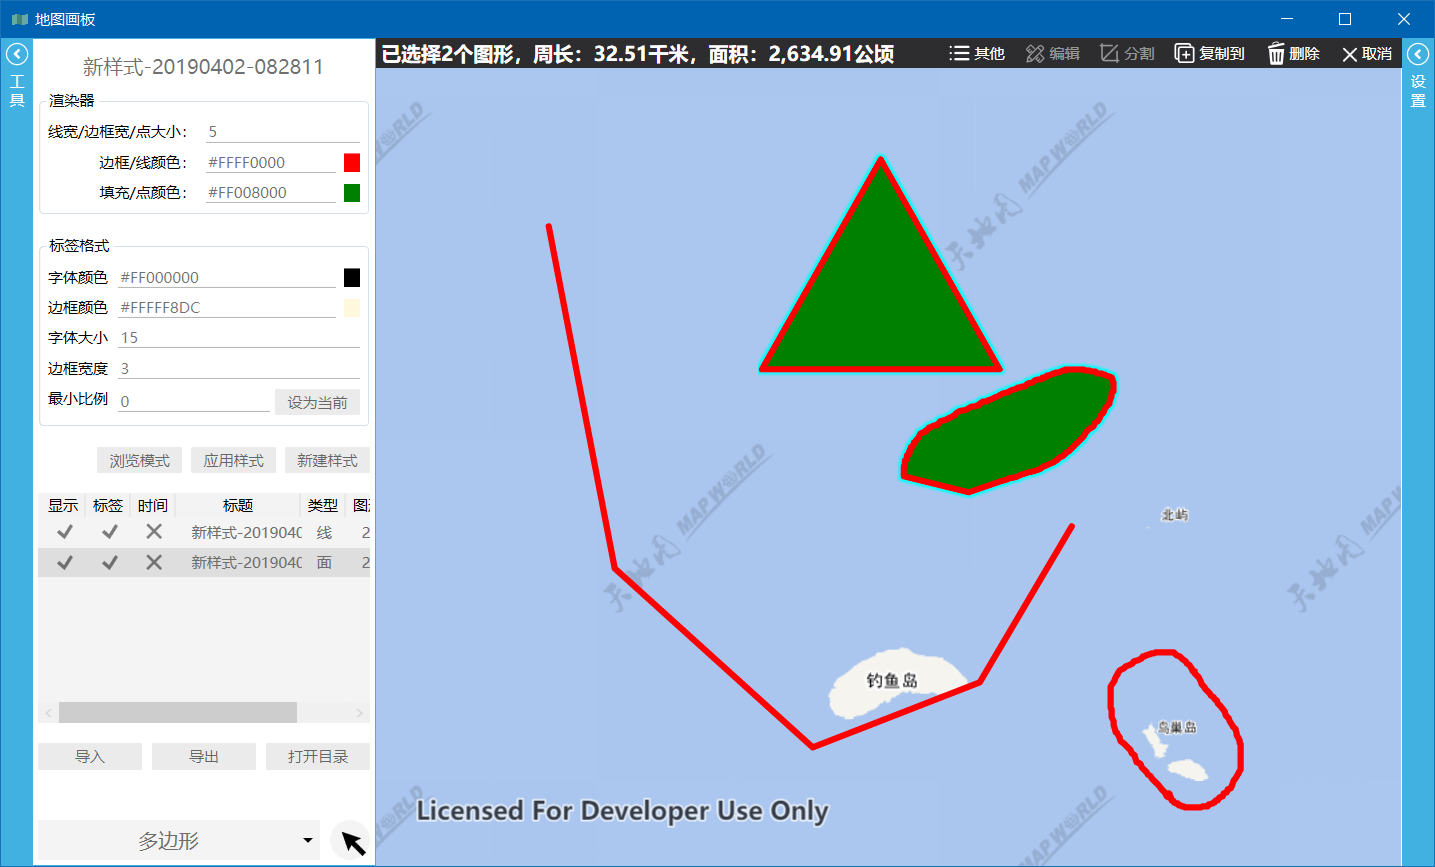 地图画板
工具
新样式-20190402-082811
渲染器
线宽/边框宽/点大小： 5
边框/线颜色： #FFFF0000
填充/点颜色： #FF008000
标签格式
字体颜色 #FF000000
边框颜色 #FFFFF8DC
字体大小 15
边框宽度 3
最小比例 0 设为当前
浏览模式 应用样式 新建样式
显示 标签 时间 标题 类型
新样式-2019040 线 2
新样式-2019040 面 2
导入 导出 打开目录
多边形
已选择2个图形，周长：32.51千米，面积：2,634.91公顷
其他 编辑 分割 复制到 删除 取消
设置
天地图 MAP WORLD
北屿
天地图 MAP WORLD
钓鱼岛
鸟巢岛
Licensed For Developer Use Only